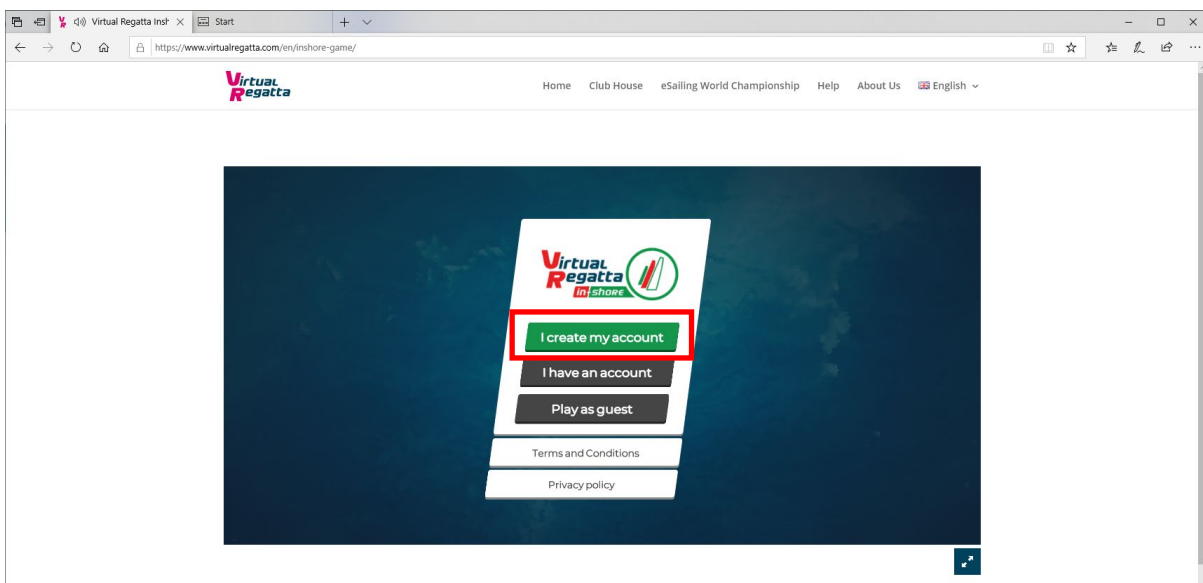 Virtual Regatta Insh
Start
https://www.virtualregatta.com/en/inshore-game/
Virtual
Regatta
Home Club House eSailing World Championship Help About Us English
Virtual
Regatta
In-shore
I create my account
I have an account
Play as guest
Terms and Conditions
Privacy policy